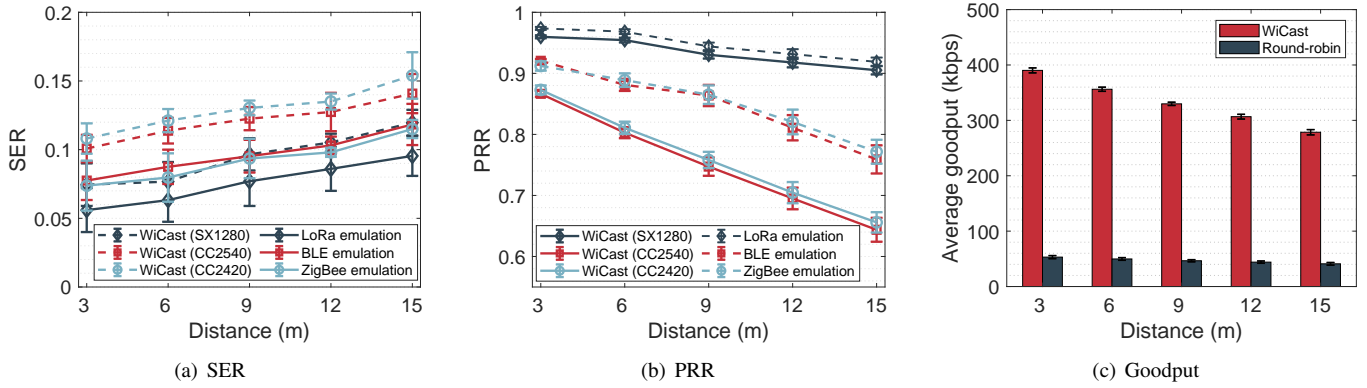 0.2
0.15
0.1
0.05
0
SER
WiCast (SX1280)
WiCast (CC2540)
WiCast (CC2420)
LoRa emulation
BLE emulation
ZigBee emulation
3 6 9 12 15
Distance (m)
(a) SER
1
0.9
0.8
0.7
0.6
PRR
WiCast (SX1280)
WiCast (CC2540)
WiCast (CC2420)
LoRa emulation
BLE emulation
ZigBee emulation
3 6 9 12 15
Distance (m)
(b) PRR
500
400
300
200
100
0
Average goodput (kbps)
WiCast
Round-robin
3 6 9 12 15
Distance (m)
(c) Goodput